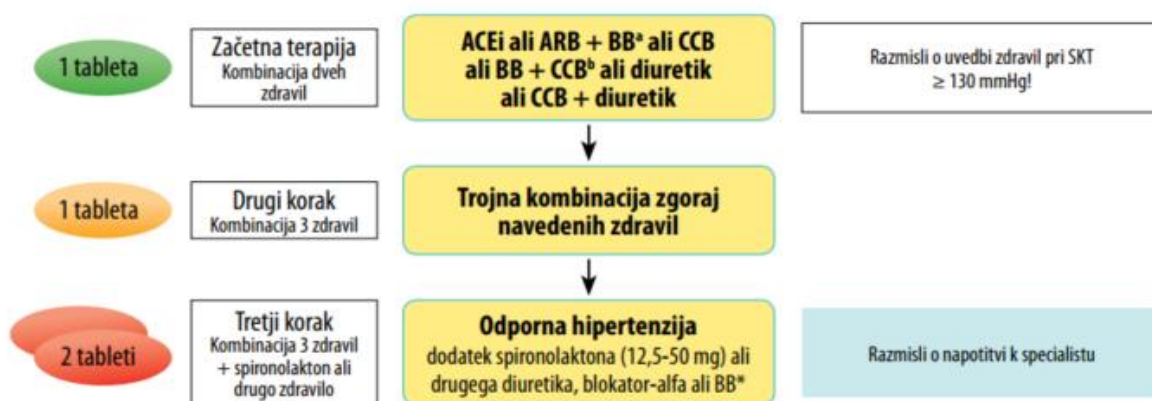 1 tableta
Začetna terapija
Kombinacija dveh
zdravil
ACEi ali ARB + BBᵃ ali CCB
ali BB + CCBᵇ ali diuretik
ali CCB + diuretik
Razmisli o uvedbi zdravil pri SKT
≥ 130 mmHg!
1 tableta
Drugi korak
Kombinacija 3 zdravil
Trojna kombinacija zgoraj
navedenih zdravil
2 tableti
Tretji korak
Kombinacija 3 zdravil
+ spironolakton ali
drugo zdravilo
Odporna hipertenzija
dodatek spironolaktona (12,5-50 mg) ali
drugega diuretika, blokator-alfa ali BB*
Razmisli o napotitvi k specialistu